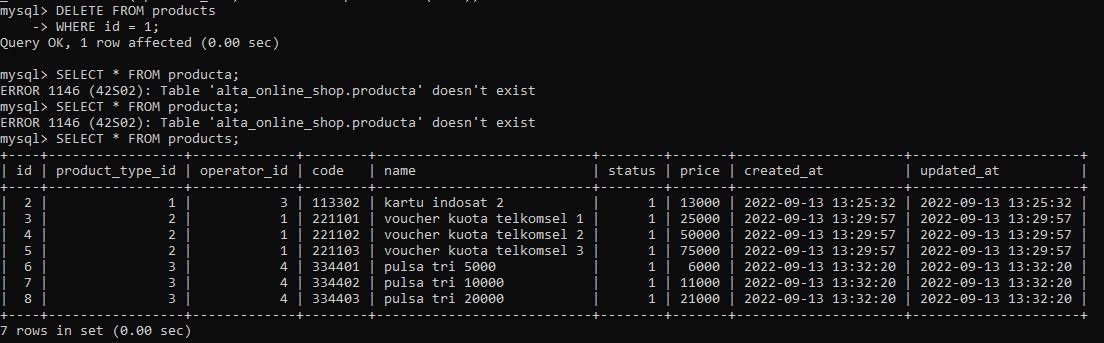 mysql> DELETE FROM products
    -> WHERE id = 1;
Query OK, 1 row affected (0.00 sec)

mysql> SELECT * FROM producta;
ERROR 1146 (42S02): Table 'alta_online_shop.producta' doesn't exist
mysql> SELECT * FROM producta;
ERROR 1146 (42S02): Table 'alta_online_shop.producta' doesn't exist
mysql> SELECT * FROM products;
+----+-----------------+-------------+--------+---------------------------+--------+-------+---------------------+---------------------+
| id | product_type_id | operator_id | code   | name                      | status | price | created_at          | updated_at          |
+----+-----------------+-------------+--------+---------------------------+--------+-------+---------------------+---------------------+
|  2 |               1 |           3 | 113302 | kartu indosat 2           |      1 | 13000 | 2022-09-13 13:25:32 | 2022-09-13 13:25:32 |
|  3 |               2 |           1 | 221101 | voucher kuota telkomsel 1 |      1 | 25000 | 2022-09-13 13:29:57 | 2022-09-13 13:29:57 |
|  4 |               2 |           1 | 221102 | voucher kuota telkomsel 2 |      1 | 50000 | 2022-09-13 13:29:57 | 2022-09-13 13:29:57 |
|  5 |               2 |           1 | 221103 | voucher kuota telkomsel 3 |      1 | 75000 | 2022-09-13 13:29:57 | 2022-09-13 13:29:57 |
|  6 |               3 |           4 | 334401 | pulsa tri 5000            |      1 |  6000 | 2022-09-13 13:32:20 | 2022-09-13 13:32:20 |
|  7 |               3 |           4 | 334402 | pulsa tri 10000           |      1 | 11000 | 2022-09-13 13:32:20 | 2022-09-13 13:32:20 |
|  8 |               3 |           4 | 334403 | pulsa tri 20000           |      1 | 21000 | 2022-09-13 13:32:20 | 2022-09-13 13:32:20 |
+----+-----------------+-------------+--------+---------------------------+--------+-------+---------------------+---------------------+
7 rows in set (0.00 sec)